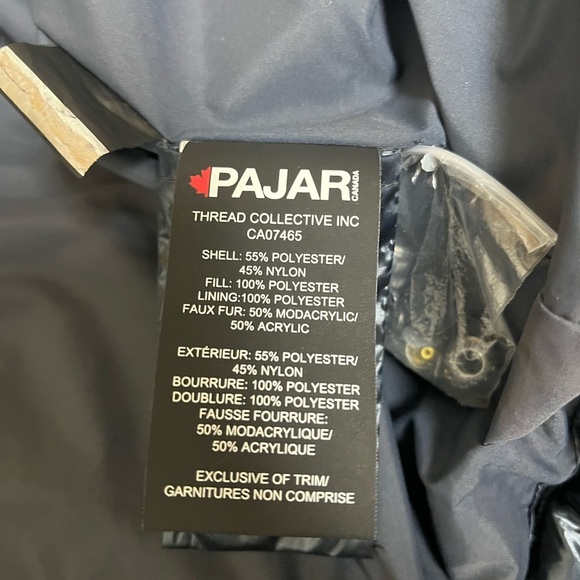 PAJAR
CANADA
THREAD COLLECTIVE INC
CA07465
SHELL: 55% POLYESTER/
45% NYLON
FILL: 100% POLYESTER
LINING:100% POLYESTER
FAUX FUR: 50% MODACRYLIC/
50% ACRYLIC
EXTÉRIEUR: 55% POLYESTER/
45% NYLON
BOURRURE: 100% POLYESTER
DOUBLURE: 100% POLYESTER
FAUSSE FOURRURE:
50% MODACRYLIQUE/
50% ACRYLIQUE
EXCLUSIVE OF TRIM/
GARNITURES NON COMPRISE